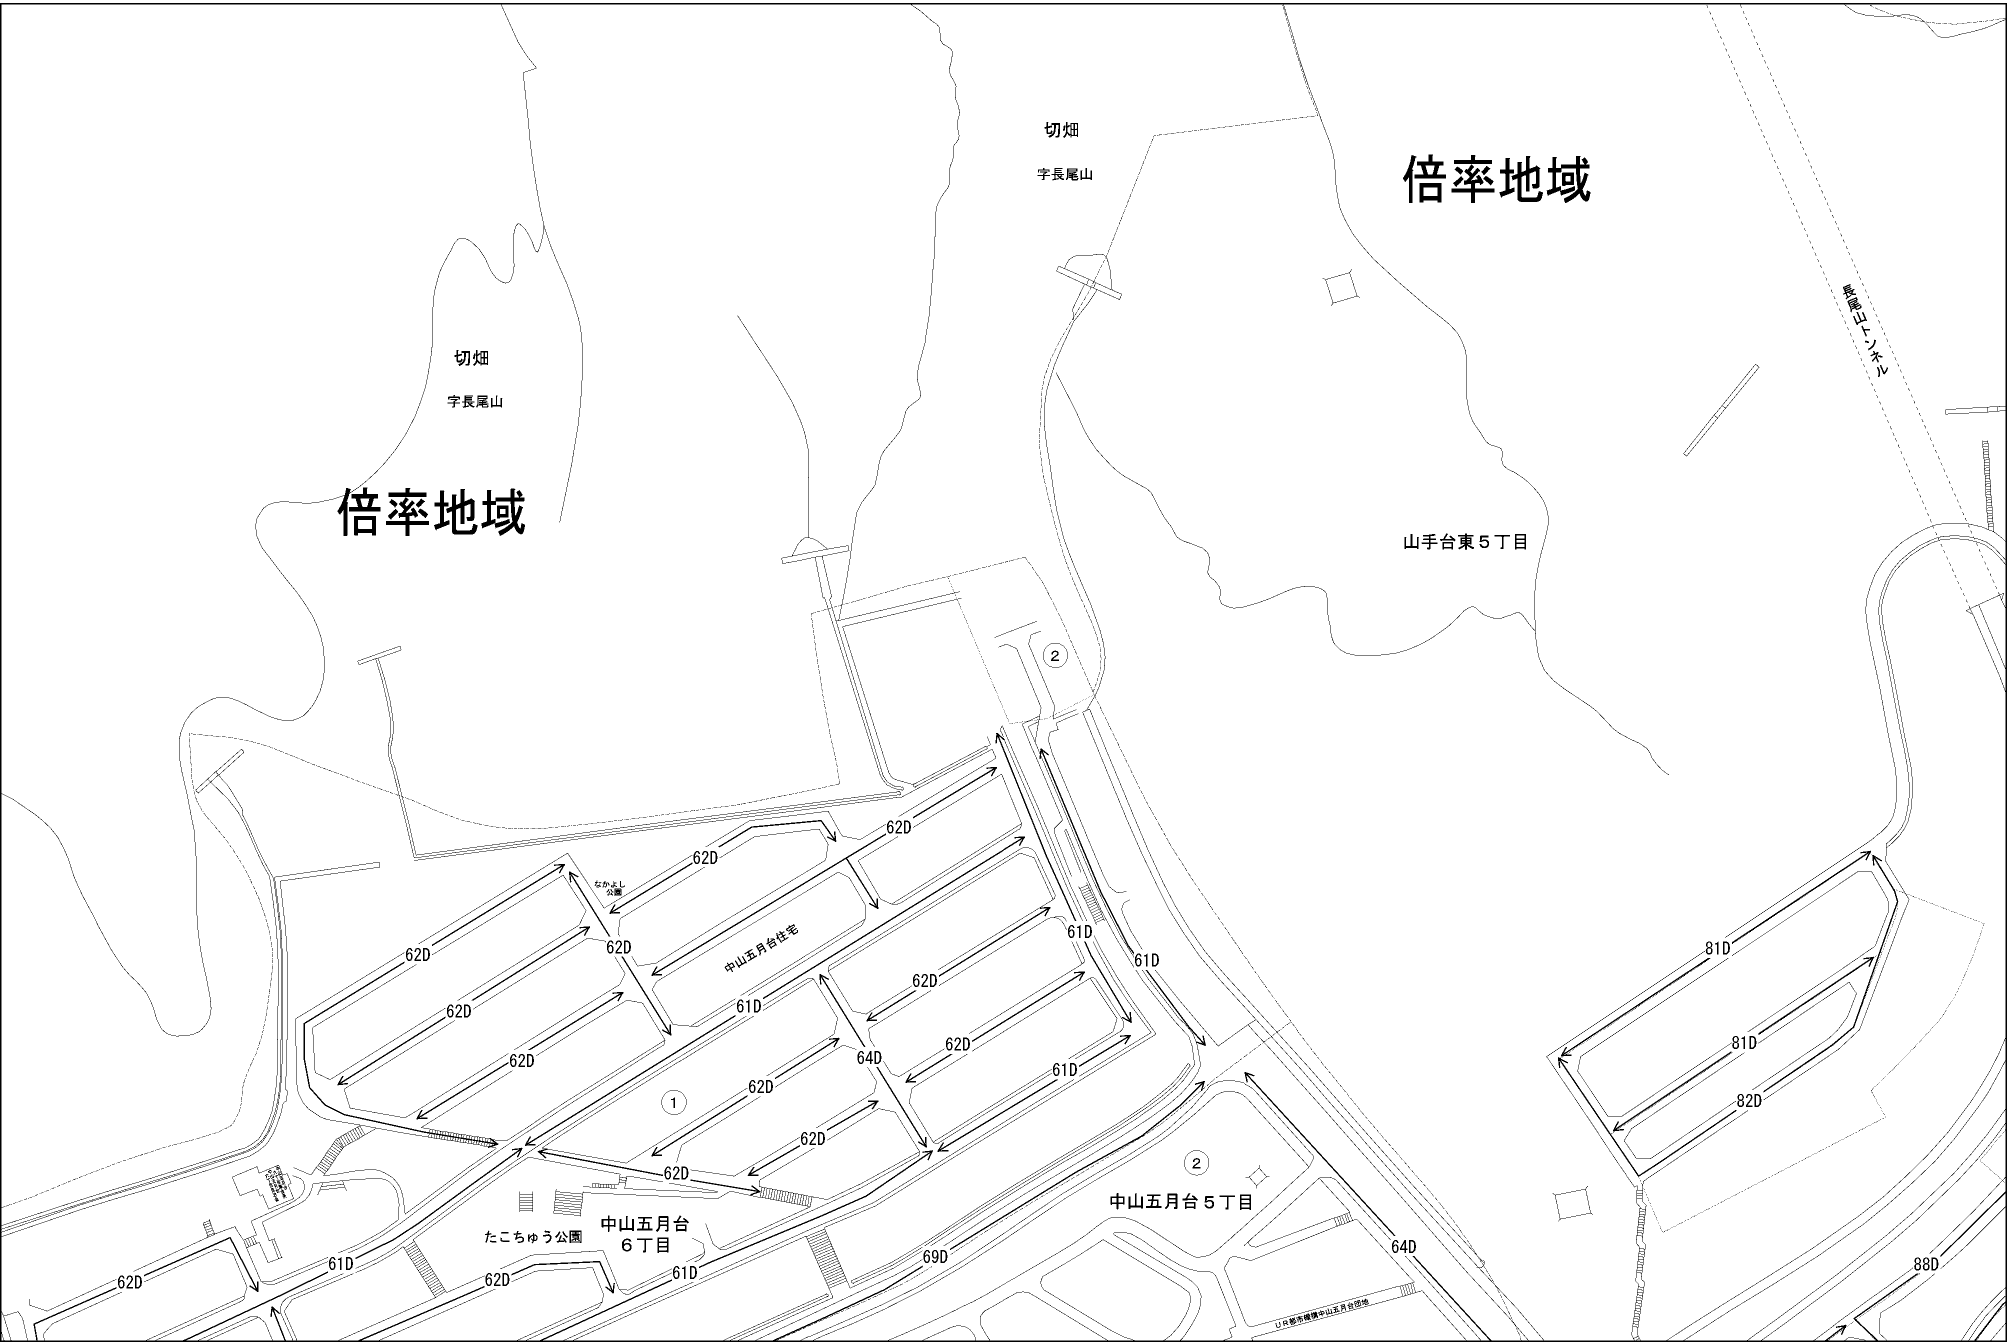 切畑
字長尾山
倍率地域
長尾山トンネル
切畑
字長尾山
倍率地域
山手台東５丁目
②
62D
62D
なかよし
公園
62D
62D
中山五月台住宅
61D
61D
81D
62D
62D
61D
62D
62D
64D
62D
61D
81D
62D
①
82D
62D
62D
②
中山五月台５丁目
たこちゅう公園
中山五月台
６丁目
64D
69D
61D
61D
62D
62D
88D
ＵＲ都市機構中山五月台団地